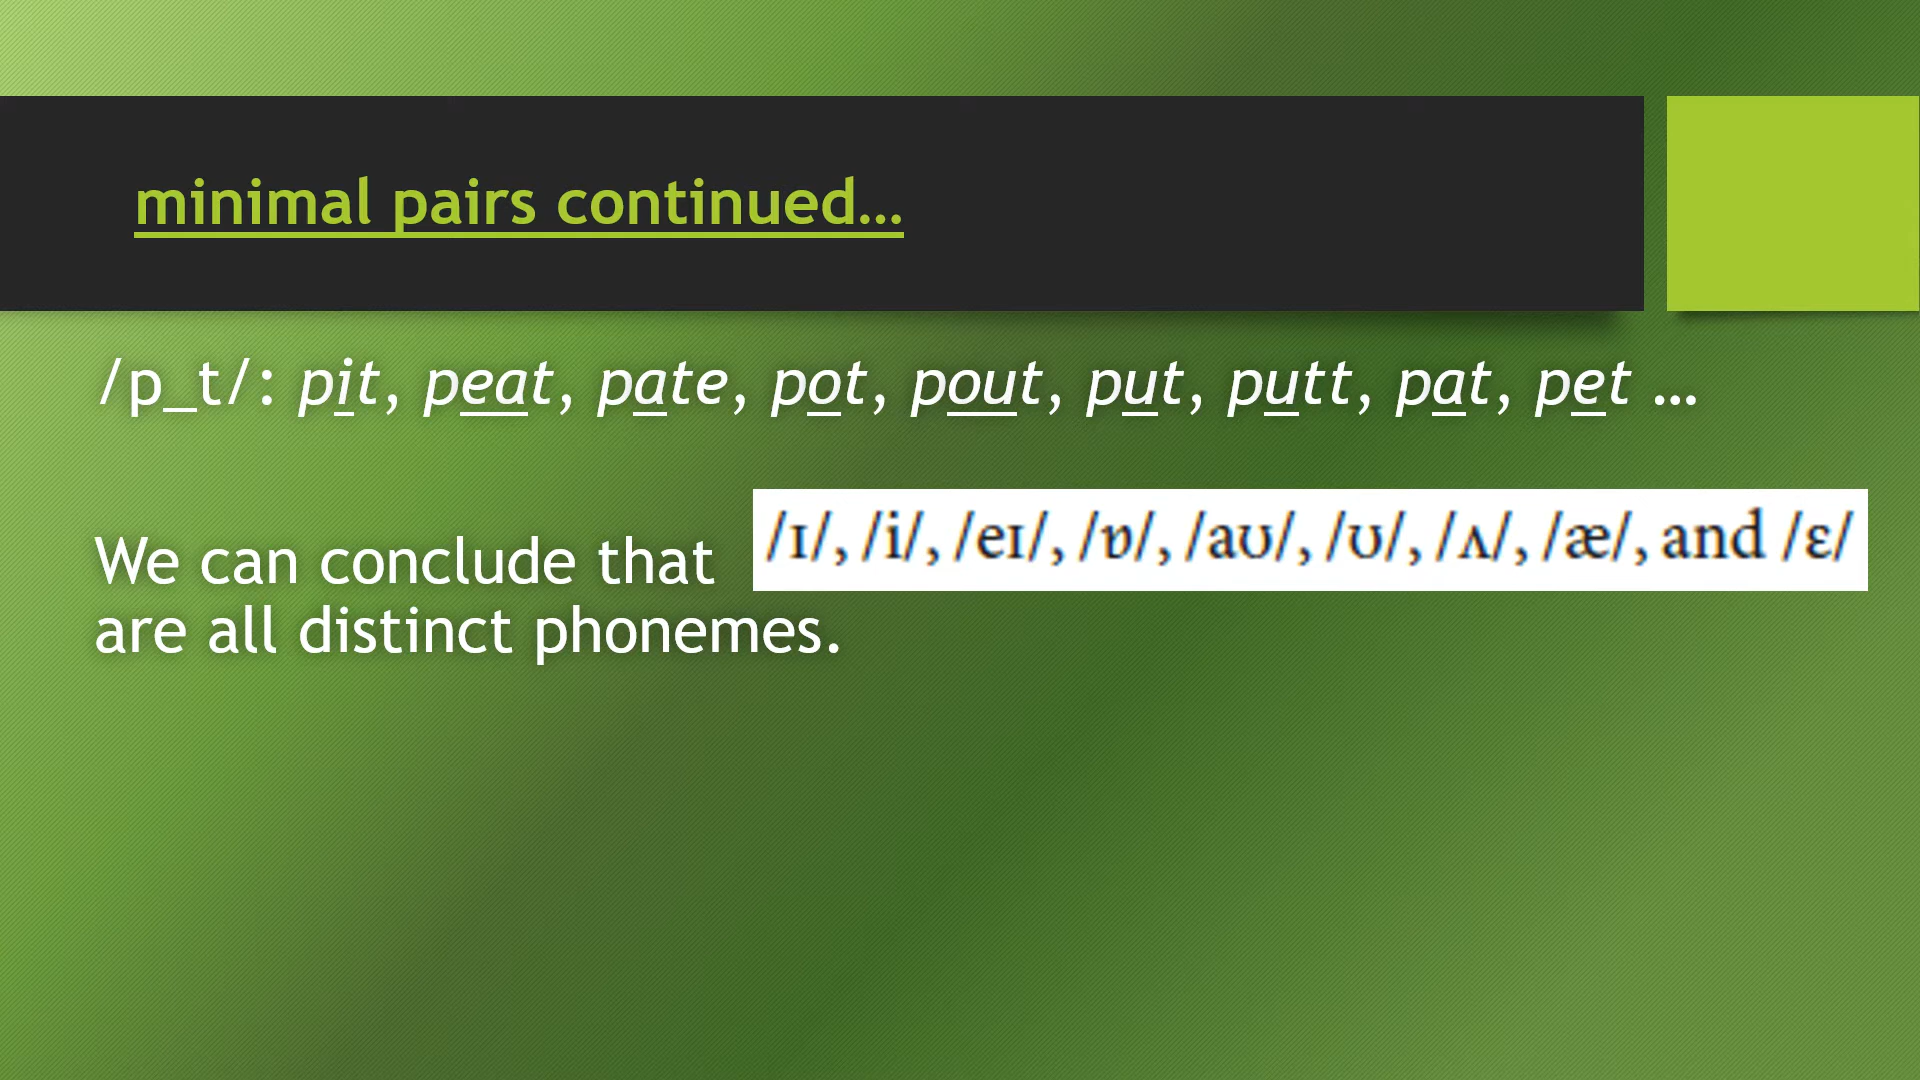 minimal pairs continued…
/p_t/: pit, peat, pate, pot, pout, put, putt, pat, pet …
We can conclude that /ɪ/, /i/, /eɪ/, /ɒ/, /aʊ/, /ʊ/, /ʌ/, /æ/, and /ɛ/
are all distinct phonemes.